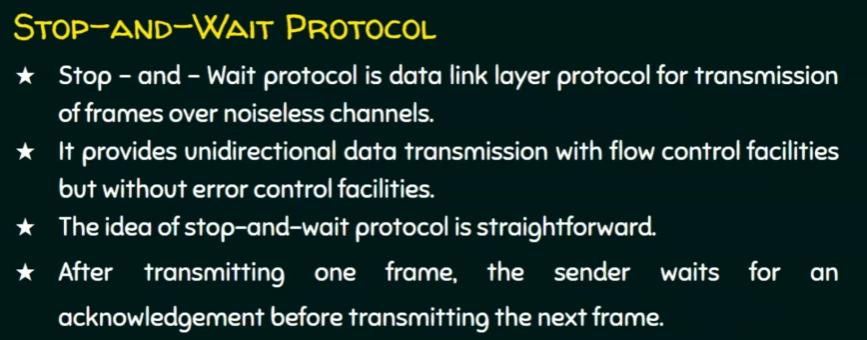 Stop-and-Wait Protocol
★ Stop - and - Wait protocol is data link layer protocol for transmission
of frames over noiseless channels.
★ It provides unidirectional data transmission with flow control facilities
but without error control facilities.
★ The idea of stop-and-wait protocol is straightforward.
★ After transmitting one frame, the sender waits for an
acknowledgement before transmitting the next frame.